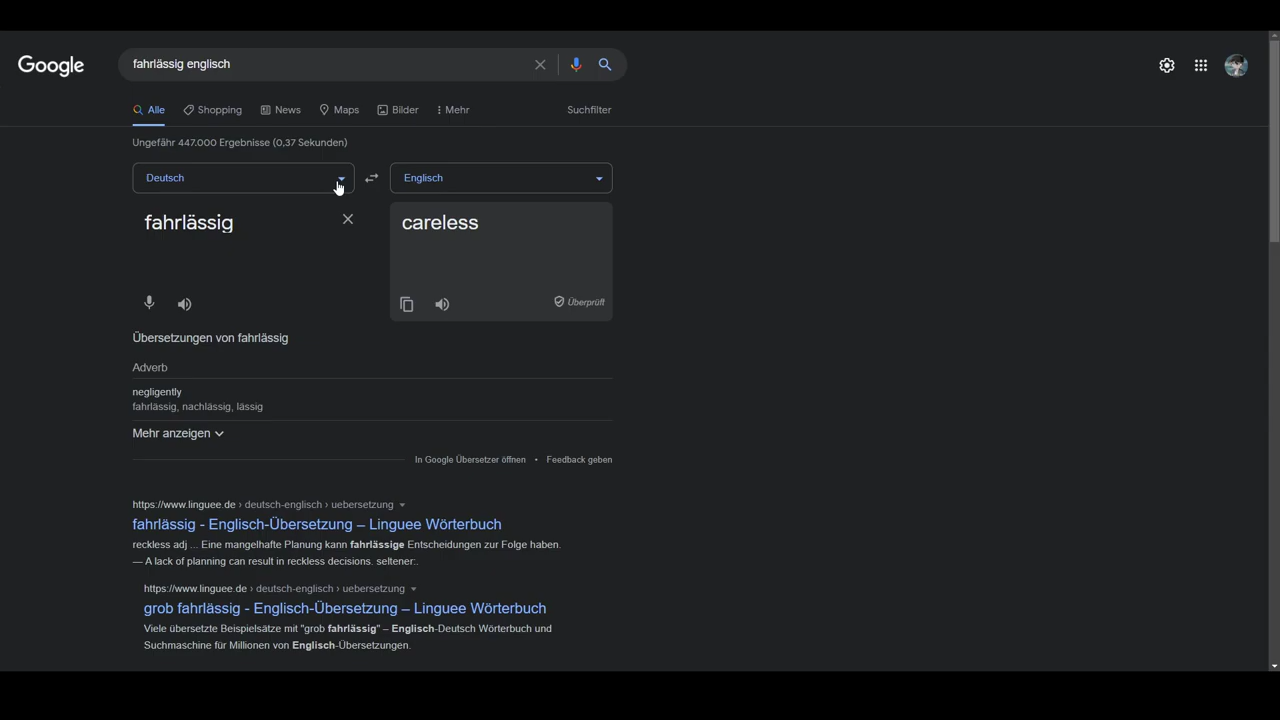 Google
fahrlässig englisch
Alle Shopping News Maps Bilder Mehr Suchfilter
Ungefähr 447.000 Ergebnisse (0,37 Sekunden)
Deutsch Englisch
fahrlässig careless
Überprüft
Übersetzungen von fahrlässig
Adverb
negligently
fahrlässig, nachlässig, lässig
Mehr anzeigen
In Google Übersetzer öffnen • Feedback geben
https://www.linguee.de › deutsch-englisch › uebersetzung
fahrlässig - Englisch-Übersetzung – Linguee Wörterbuch
reckless adj ... Eine mangelhafte Planung kann fahrlässige Entscheidungen zur Folge haben.
— A lack of planning can result in reckless decisions. seltener:.
https://www.linguee.de › deutsch-englisch › uebersetzung
grob fahrlässig - Englisch-Übersetzung – Linguee Wörterbuch
Viele übersetzte Beispielsätze mit "grob fahrlässig" – Englisch-Deutsch Wörterbuch und
Suchmaschine für Millionen von Englisch-Übersetzungen.